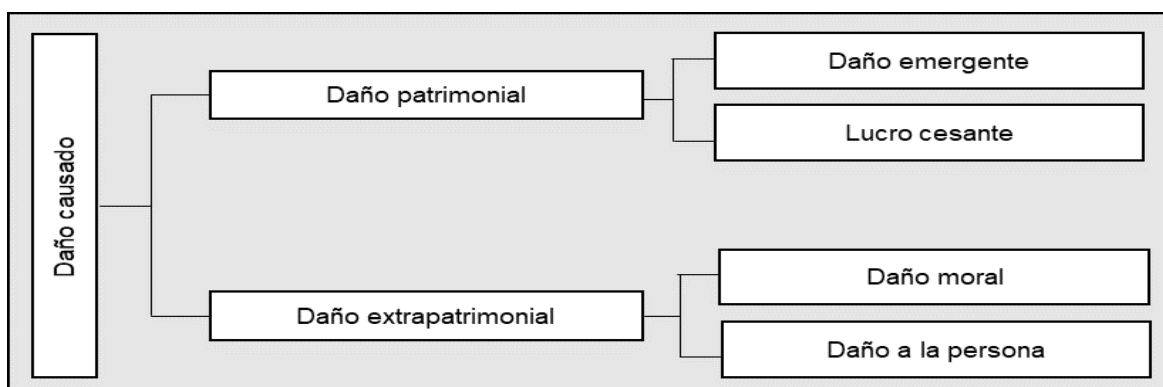 Daño causado
Daño patrimonial
Daño emergente
Lucro cesante
Daño extrapatrimonial
Daño moral
Daño a la persona